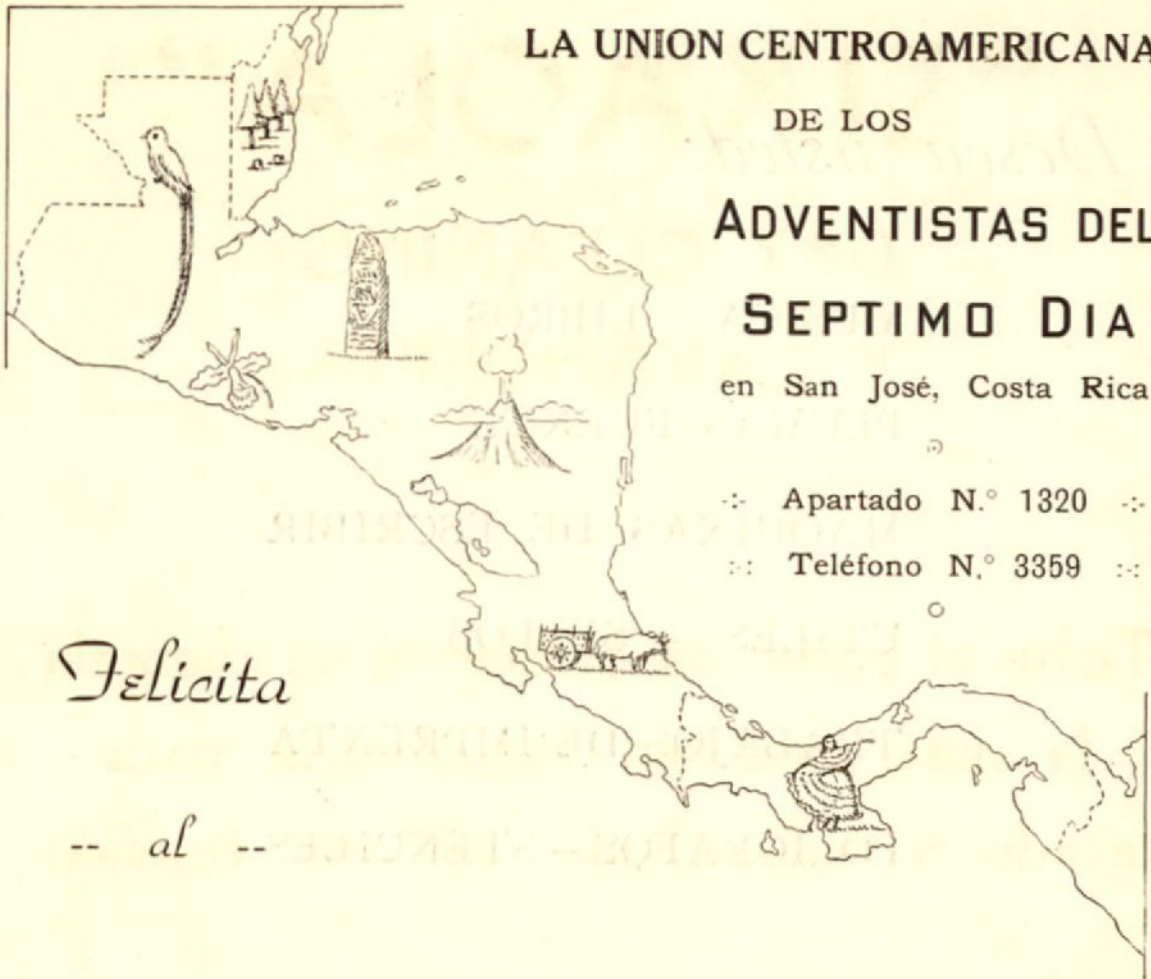 LA UNION CENTROAMERICANA
DE LOS
ADVENTISTAS DEL
SEPTIMO DIA
en San José, Costa Rica
-:- Apartado N.° 1320 -:-
:-: Teléfono N.° 3359 :-:
Felicita
-- al --